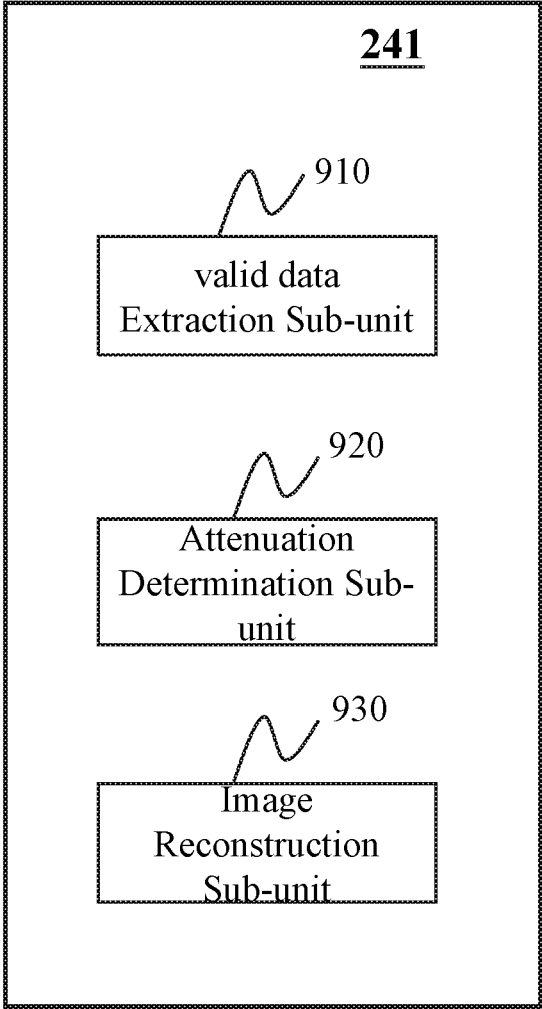 241
910
valid data
Extraction Sub-unit
920
Attenuation
Determination Sub-
unit
930
Image
Reconstruction
Sub-unit